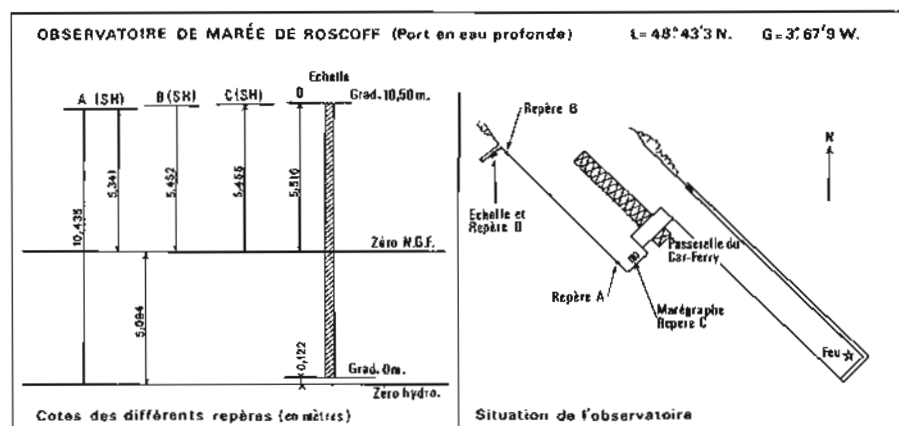 OBSERVATOIRE DE MARÉE DE ROSCOFF (Port en eau profonde) L=48°43'3 N. G=3°67'9 W.
Echelle
A (SH) B (SH) C (SH) D Grad. 10,50 m.
5,341
5,452
5,455
5,516
10,435
Zéro N.G.F.
5,094
0,122
Grad. 0 m.
Zéro hydro.
Cotes des différents repères (en mètres)
Repère B
N
Echelle et
Repère D
Passerelle du
Car-Ferry
Repère A
Marégraphe
Repère C
Feu
Situation de l'observatoire